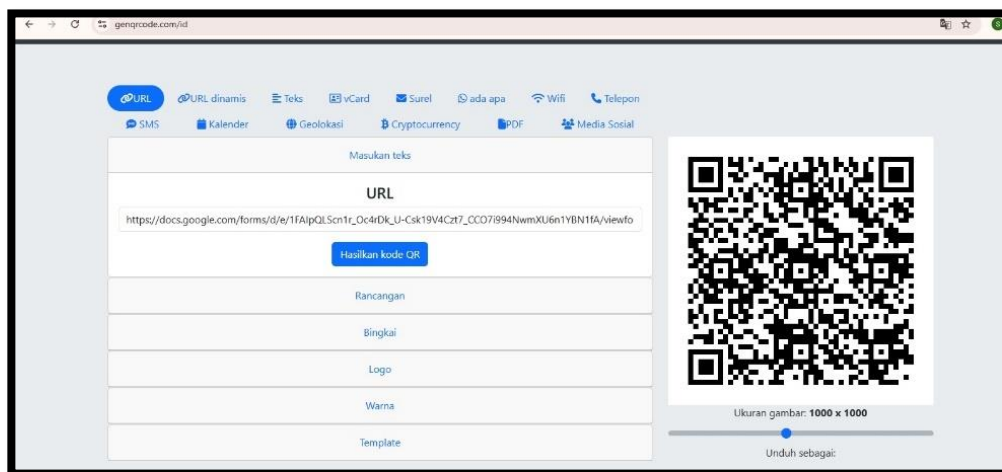 genqrcode.com/id
URL URL dinamis Teks vCard Surel ada apa Wifi Telepon
SMS Kalender Geolokasi Cryptocurrency PDF Media Sosial
Masukan teks
URL
https://docs.google.com/forms/d/e/1FAIpQLScn1r_Oc4rDk_U-Csk19V4Czt7_CCO7i994NwmXU6n1YBN1fA/viewfo
Hasilkan kode QR
Rancangan
Bingkai
Logo
Warna
Template
Ukuran gambar: 1000 x 1000
Unduh sebagai: